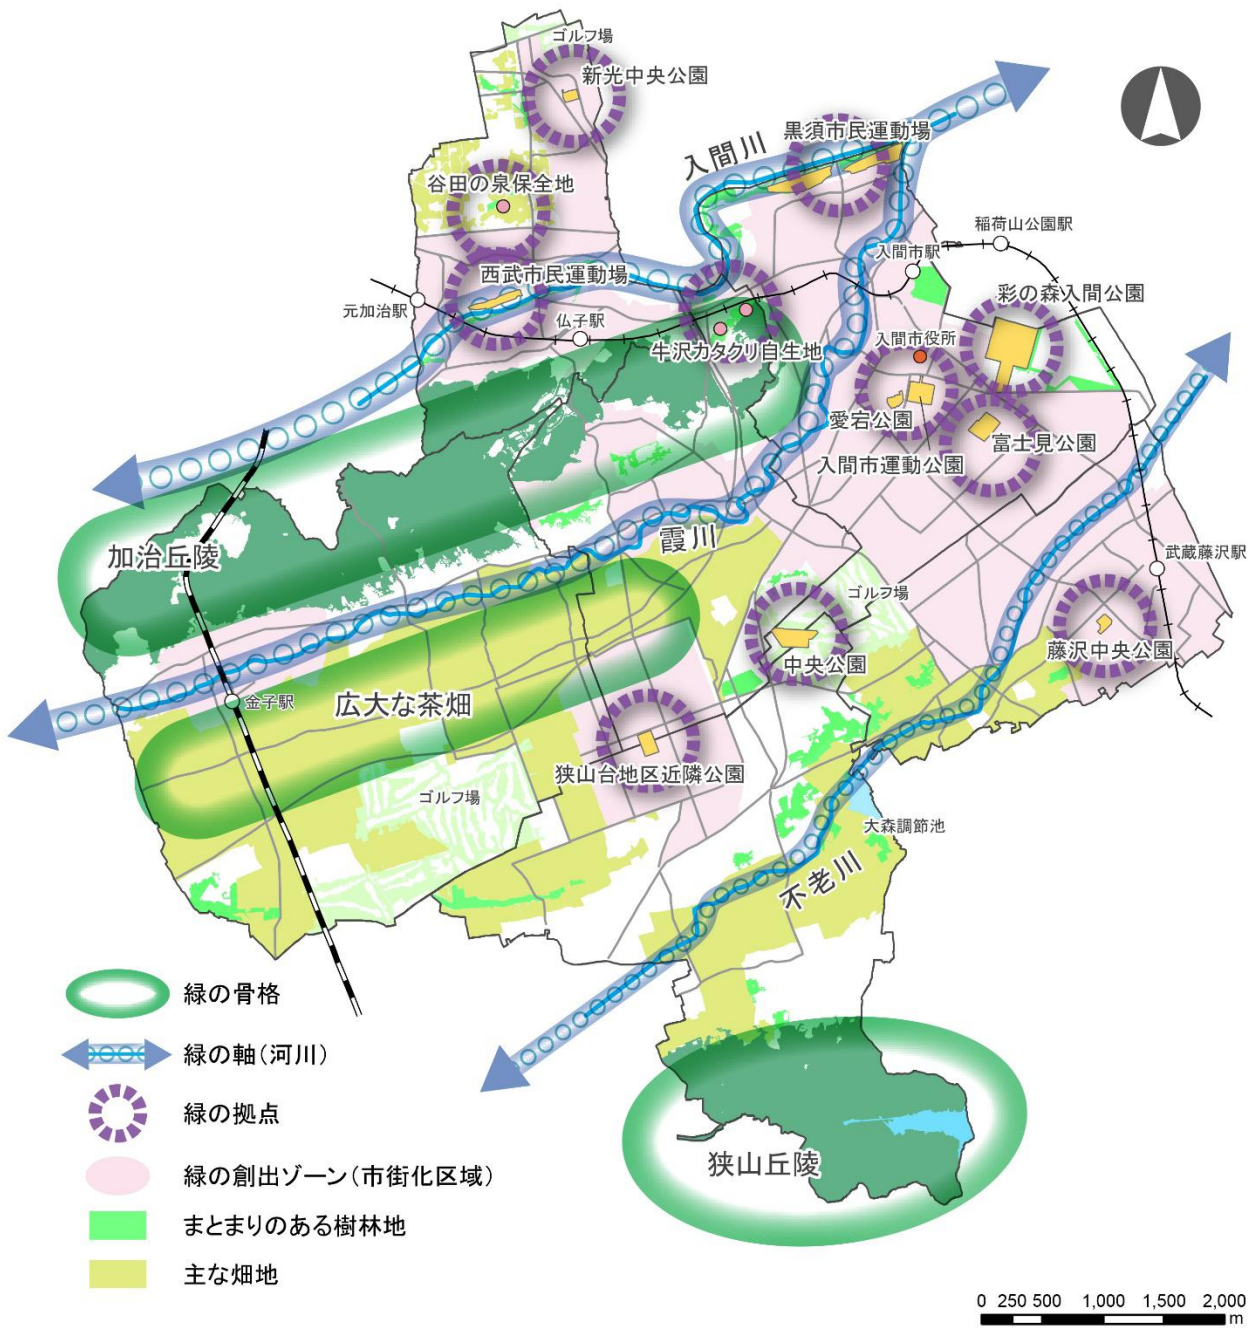 ゴルフ場
新光中央公園
入間川
黒須市民運動場
谷田の泉保全地
稲荷山公園駅
入間市駅
西武市民運動場
元加治駅
仏子駅
彩の森入間公園
入間市役所
牛沢カタクリ自生地
愛宕公園
富士見公園
入間市運動公園
霞川
加治丘陵
武蔵藤沢駅
ゴルフ場
藤沢中央公園
中央公園
金子駅
広大な茶畑
狭山台地区近隣公園
ゴルフ場
大森調節池
不老川
緑の骨格
緑の軸(河川)
緑の拠点
緑の創出ゾーン(市街化区域)
まとまりのある樹林地
主な畑地
狭山丘陵
0 250 500 1,000 1,500 2,000
m